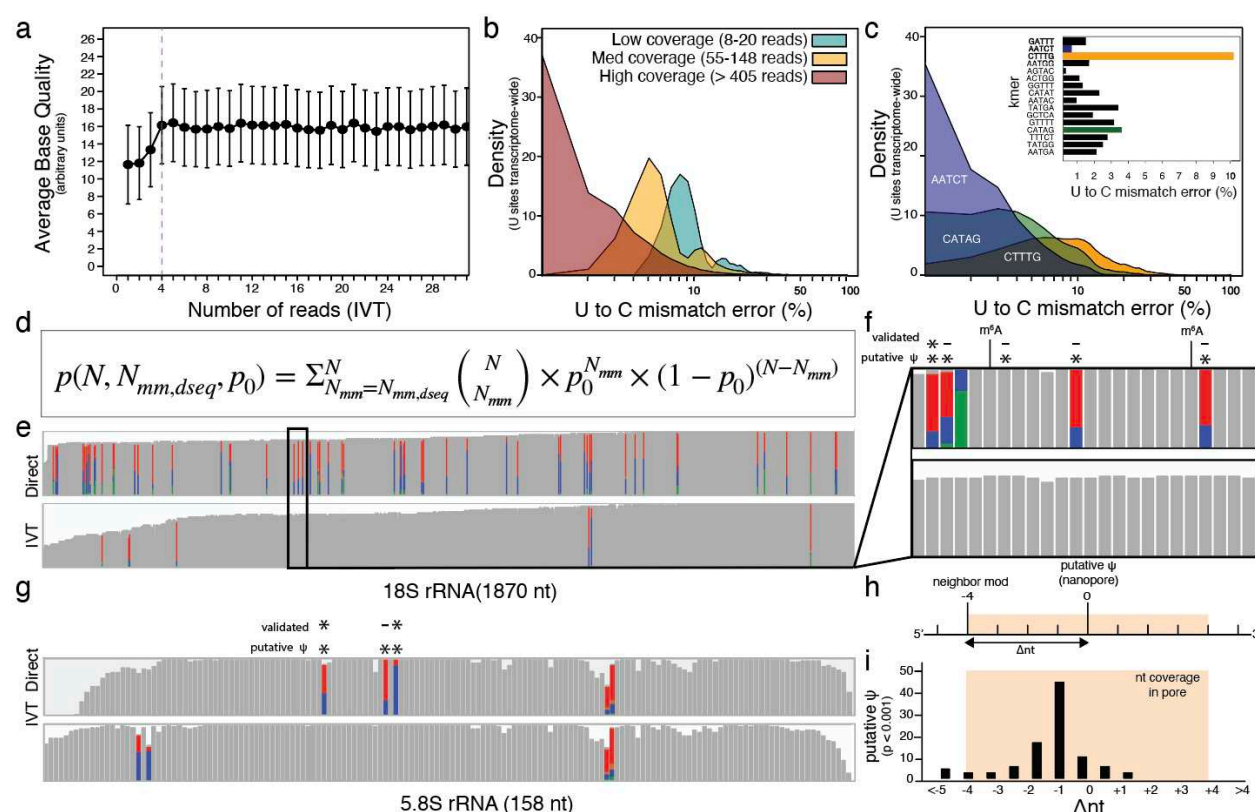 a
Average Base Quality
(arbitrary units)
26
24
22
20
18
16
14
12
10
8
6
4
2
0
0 4 8 12 16 20 24 28
Number of reads (IVT)
b
Low coverage (8-20 reads)
Med coverage (55-148 reads)
High coverage (> 405 reads)
Density
(U sites transcriptome-wide)
40
30
20
10
0
10 50 100
U to C mismatch error (%)
c
Density
(U sites transcriptome-wide)
40
30
20
10
0
AATCT
CATAG
CTTTG
10 50 100
U to C mismatch error (%)
kmer
GATTT
AATCT
CTTTG
AATGG
AGTAC
ACTGG
GGTTT
CATAT
AATAC
TATGA
GCTCA
GTTTT
CATAG
TTTCT
TATGG
AATGA
1 2 3 4 5 6 7 8 9 10
U to C mismatch error (%)
d
p(N, N_{mm,dseq}, p_0) = Σ^N_{N_{mm}=N_{mm,dseq}} (N N_{mm}) × p_0^{N_{mm}} × (1 − p_0)^{(N−N_{mm})}
e
Direct
IVT
18S rRNA(1870 nt)
f
m⁶A m⁶A
validated * – – – –
putative ψ * * * * *
g
validated * – *
putative ψ * * *
Direct
IVT
5.8S rRNA (158 nt)
h
putative ψ
(nanopore)
neighbor mod
-4 0
5' 3'
Δnt
i
nt coverage
in pore
putative ψ
(p < 0.001)
50
40
30
20
10
0
<-5 -4 -3 -2 -1 0 +1 +2 +3 >4
Δnt